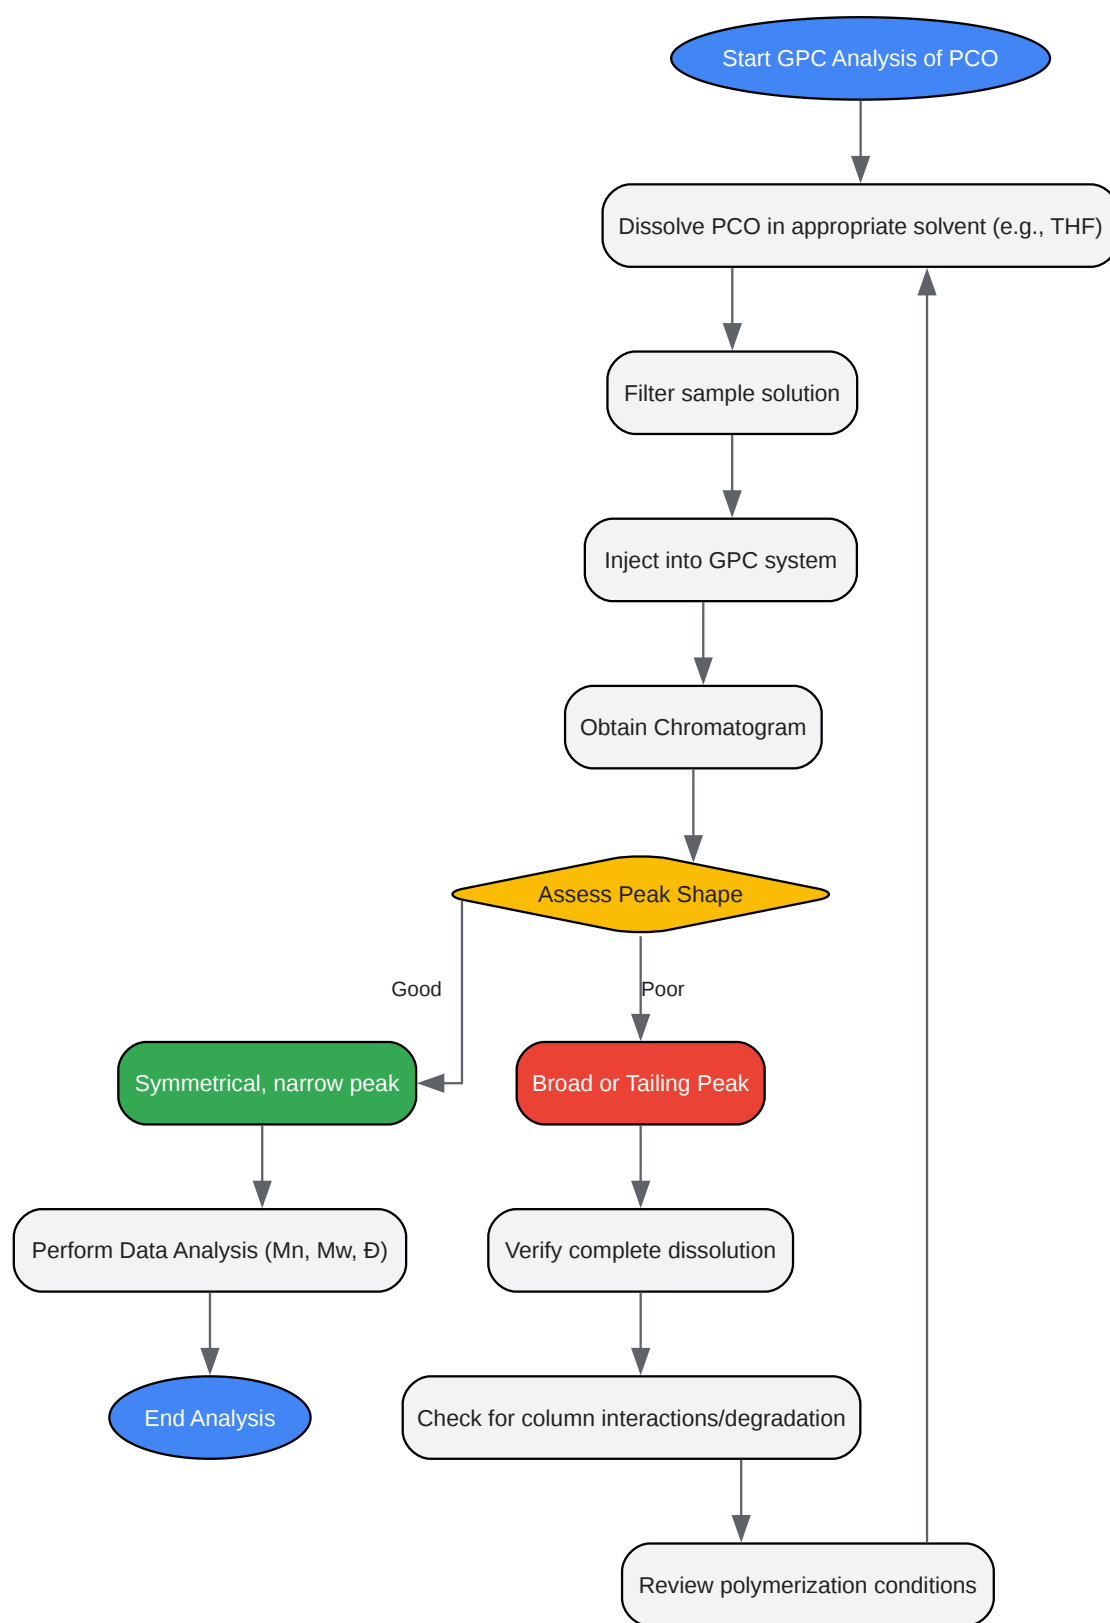 Start GPC Analysis of PCO
Dissolve PCO in appropriate solvent (e.g., THF)
Filter sample solution
Inject into GPC system
Obtain Chromatogram
Assess Peak Shape
Good
Poor
Symmetrical, narrow peak
Broad or Tailing Peak
Perform Data Analysis (Mn, Mw, Đ)
Verify complete dissolution
End Analysis
Check for column interactions/degradation
Review polymerization conditions